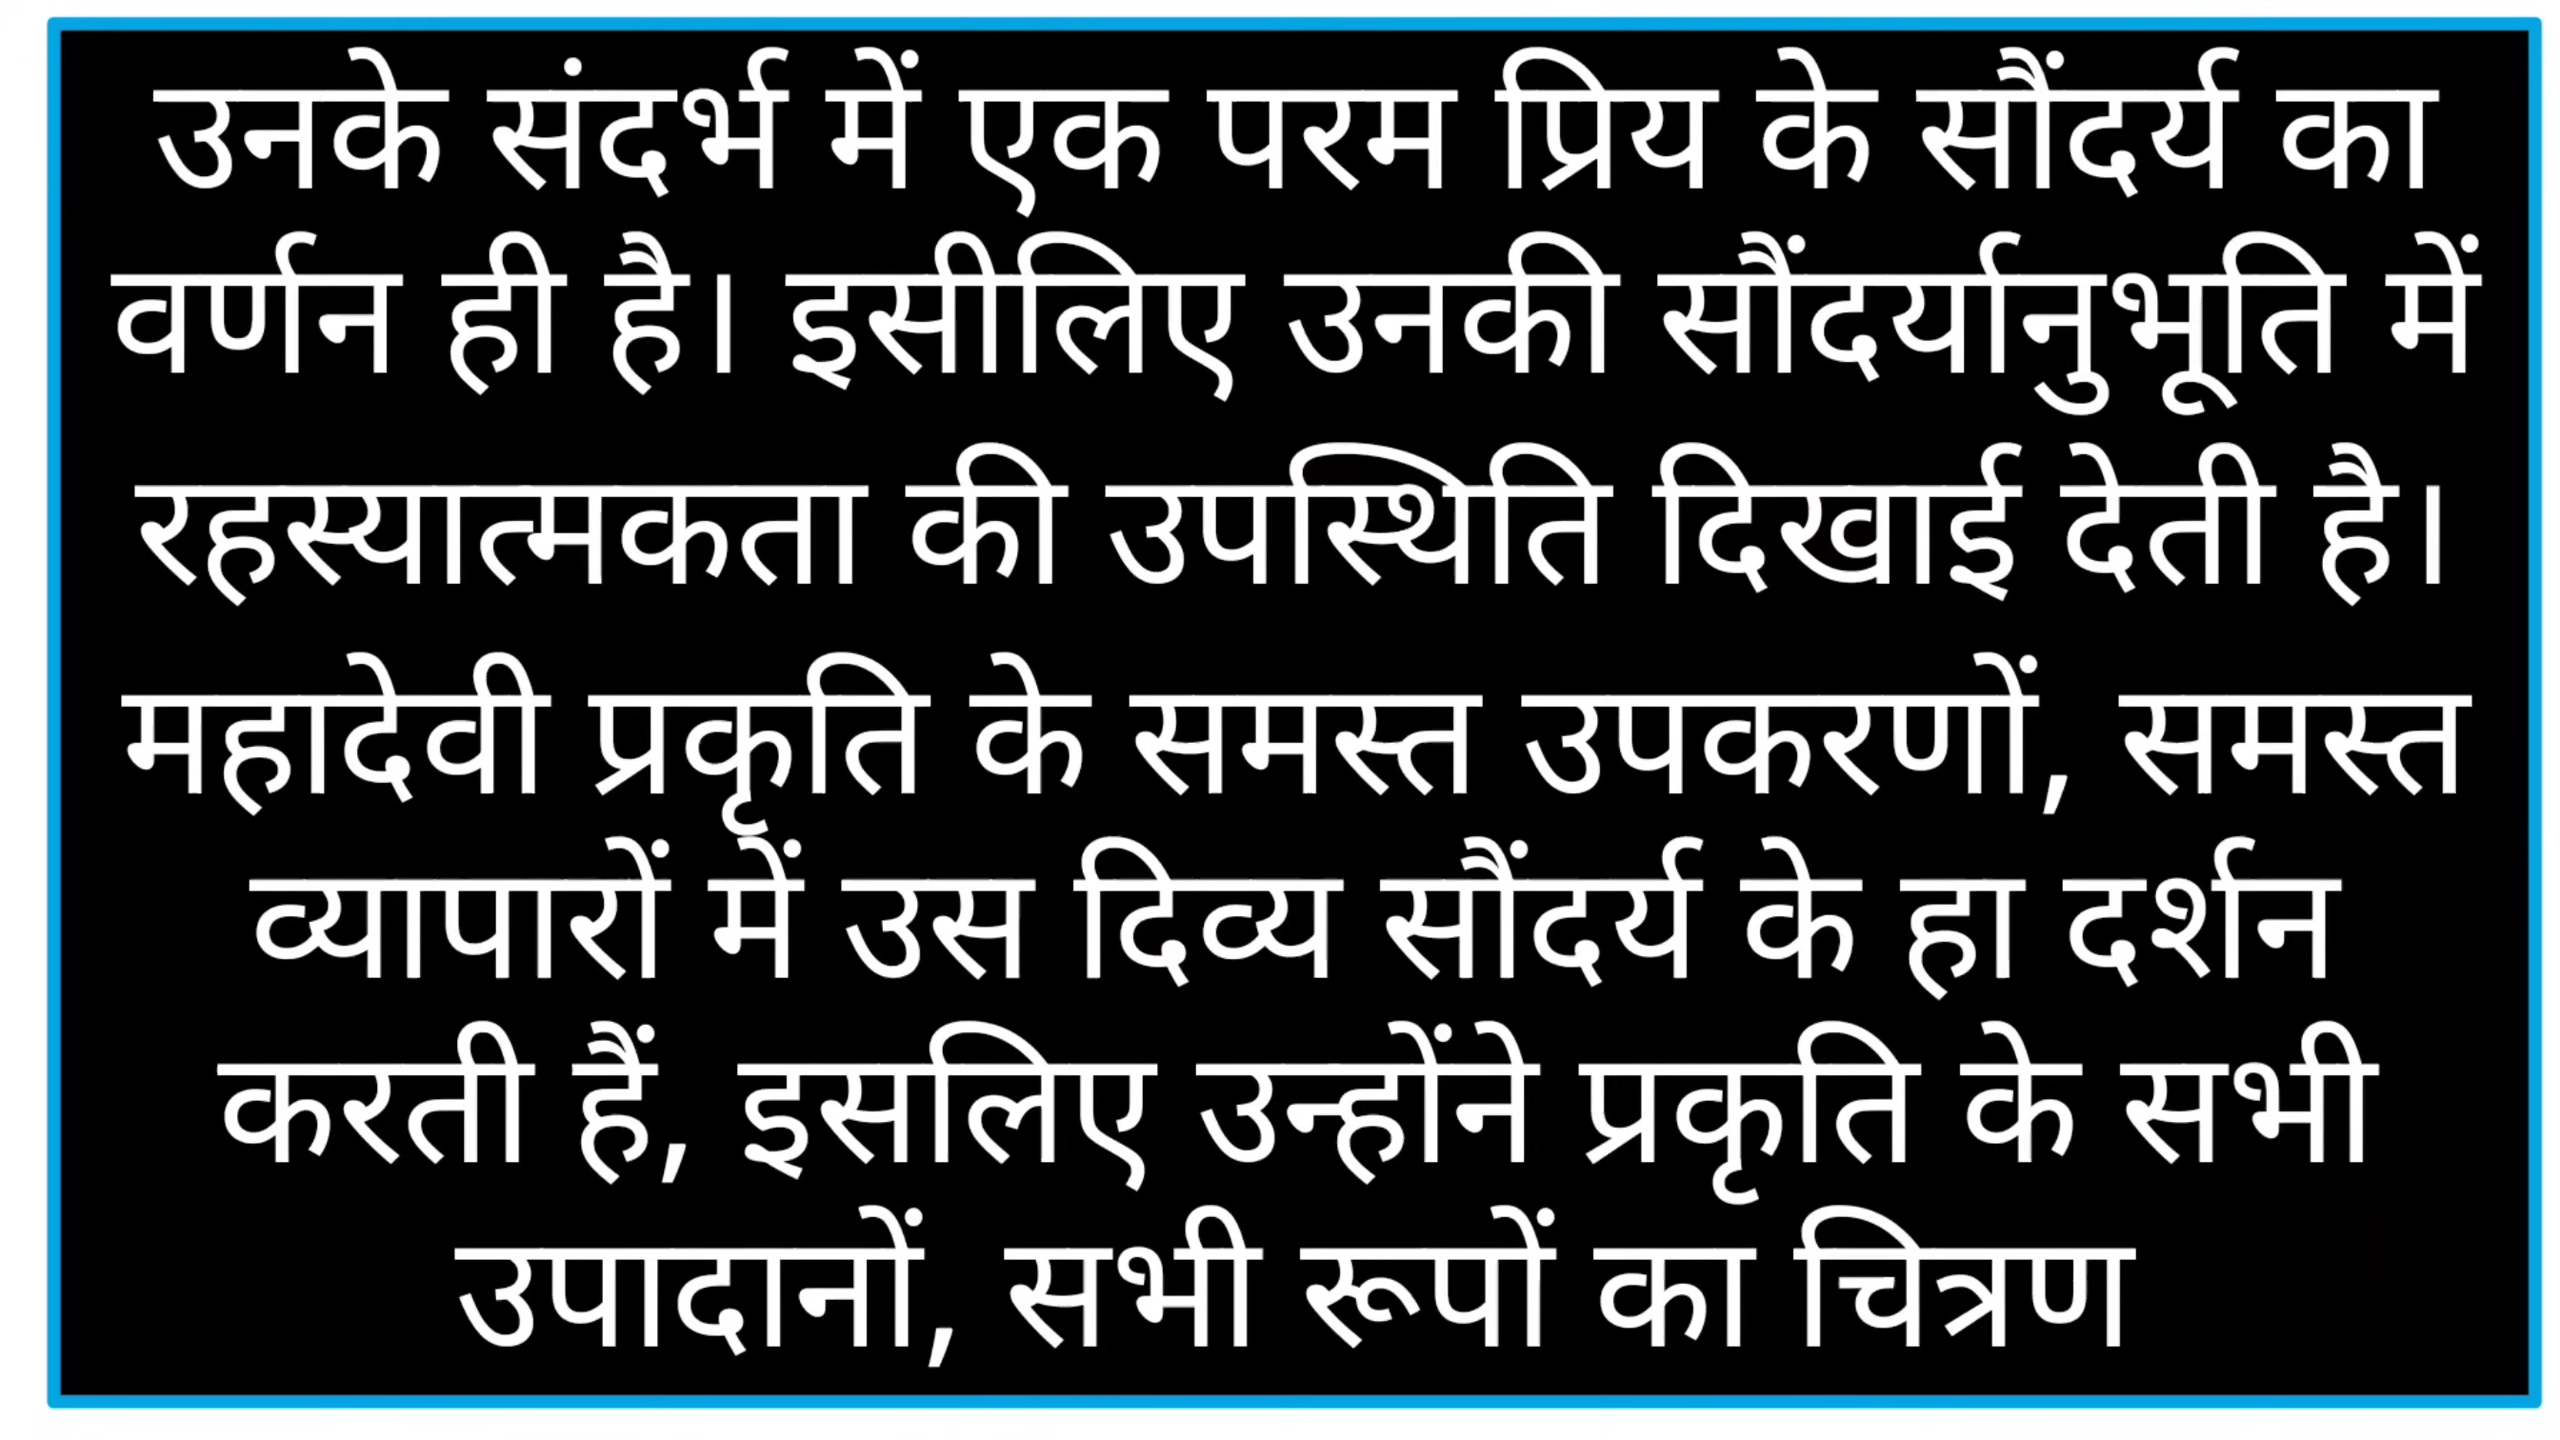 उनके संदर्भ में एक परम प्रिय के सौंदर्य का
वर्णन ही है। इसीलिए उनकी सौंदर्यानुभूति में
रहस्यात्मकता की उपस्थिति दिखाई देती है।
महादेवी प्रकृति के समस्त उपकरणों, समस्त
व्यापारों में उस दिव्य सौंदर्य के हा दर्शन
करती हैं, इसलिए उन्होंने प्रकृति के सभी
उपादानों, सभी रूपों का चित्रण